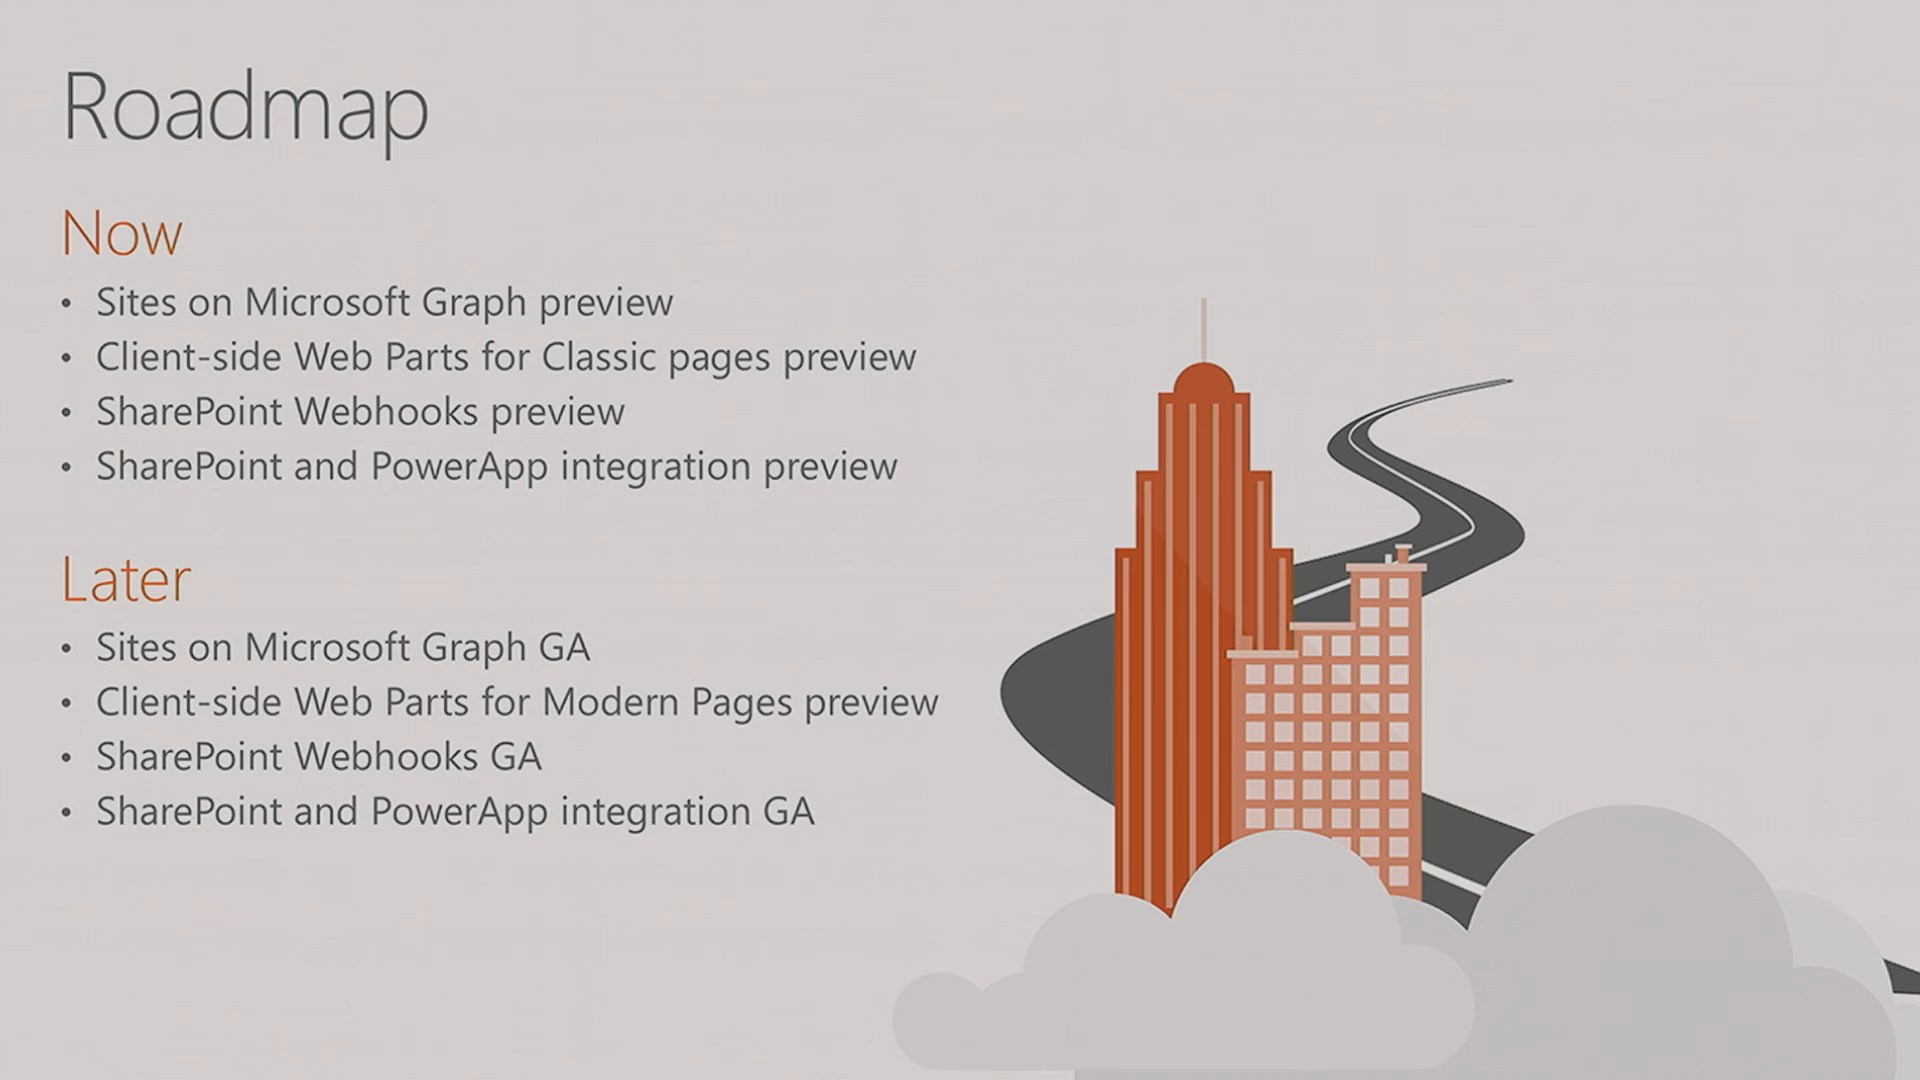 Roadmap
Now
• Sites on Microsoft Graph preview
• Client-side Web Parts for Classic pages preview
• SharePoint Webhooks preview
• SharePoint and PowerApp integration preview
Later
• Sites on Microsoft Graph GA
• Client-side Web Parts for Modern Pages preview
• SharePoint Webhooks GA
• SharePoint and PowerApp integration GA